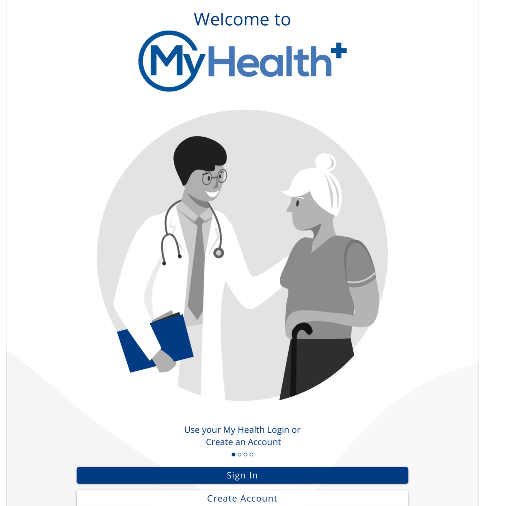 Welcome to
MyHealth+
Use your My Health Login or
Create an Account
Sign In
Create Account